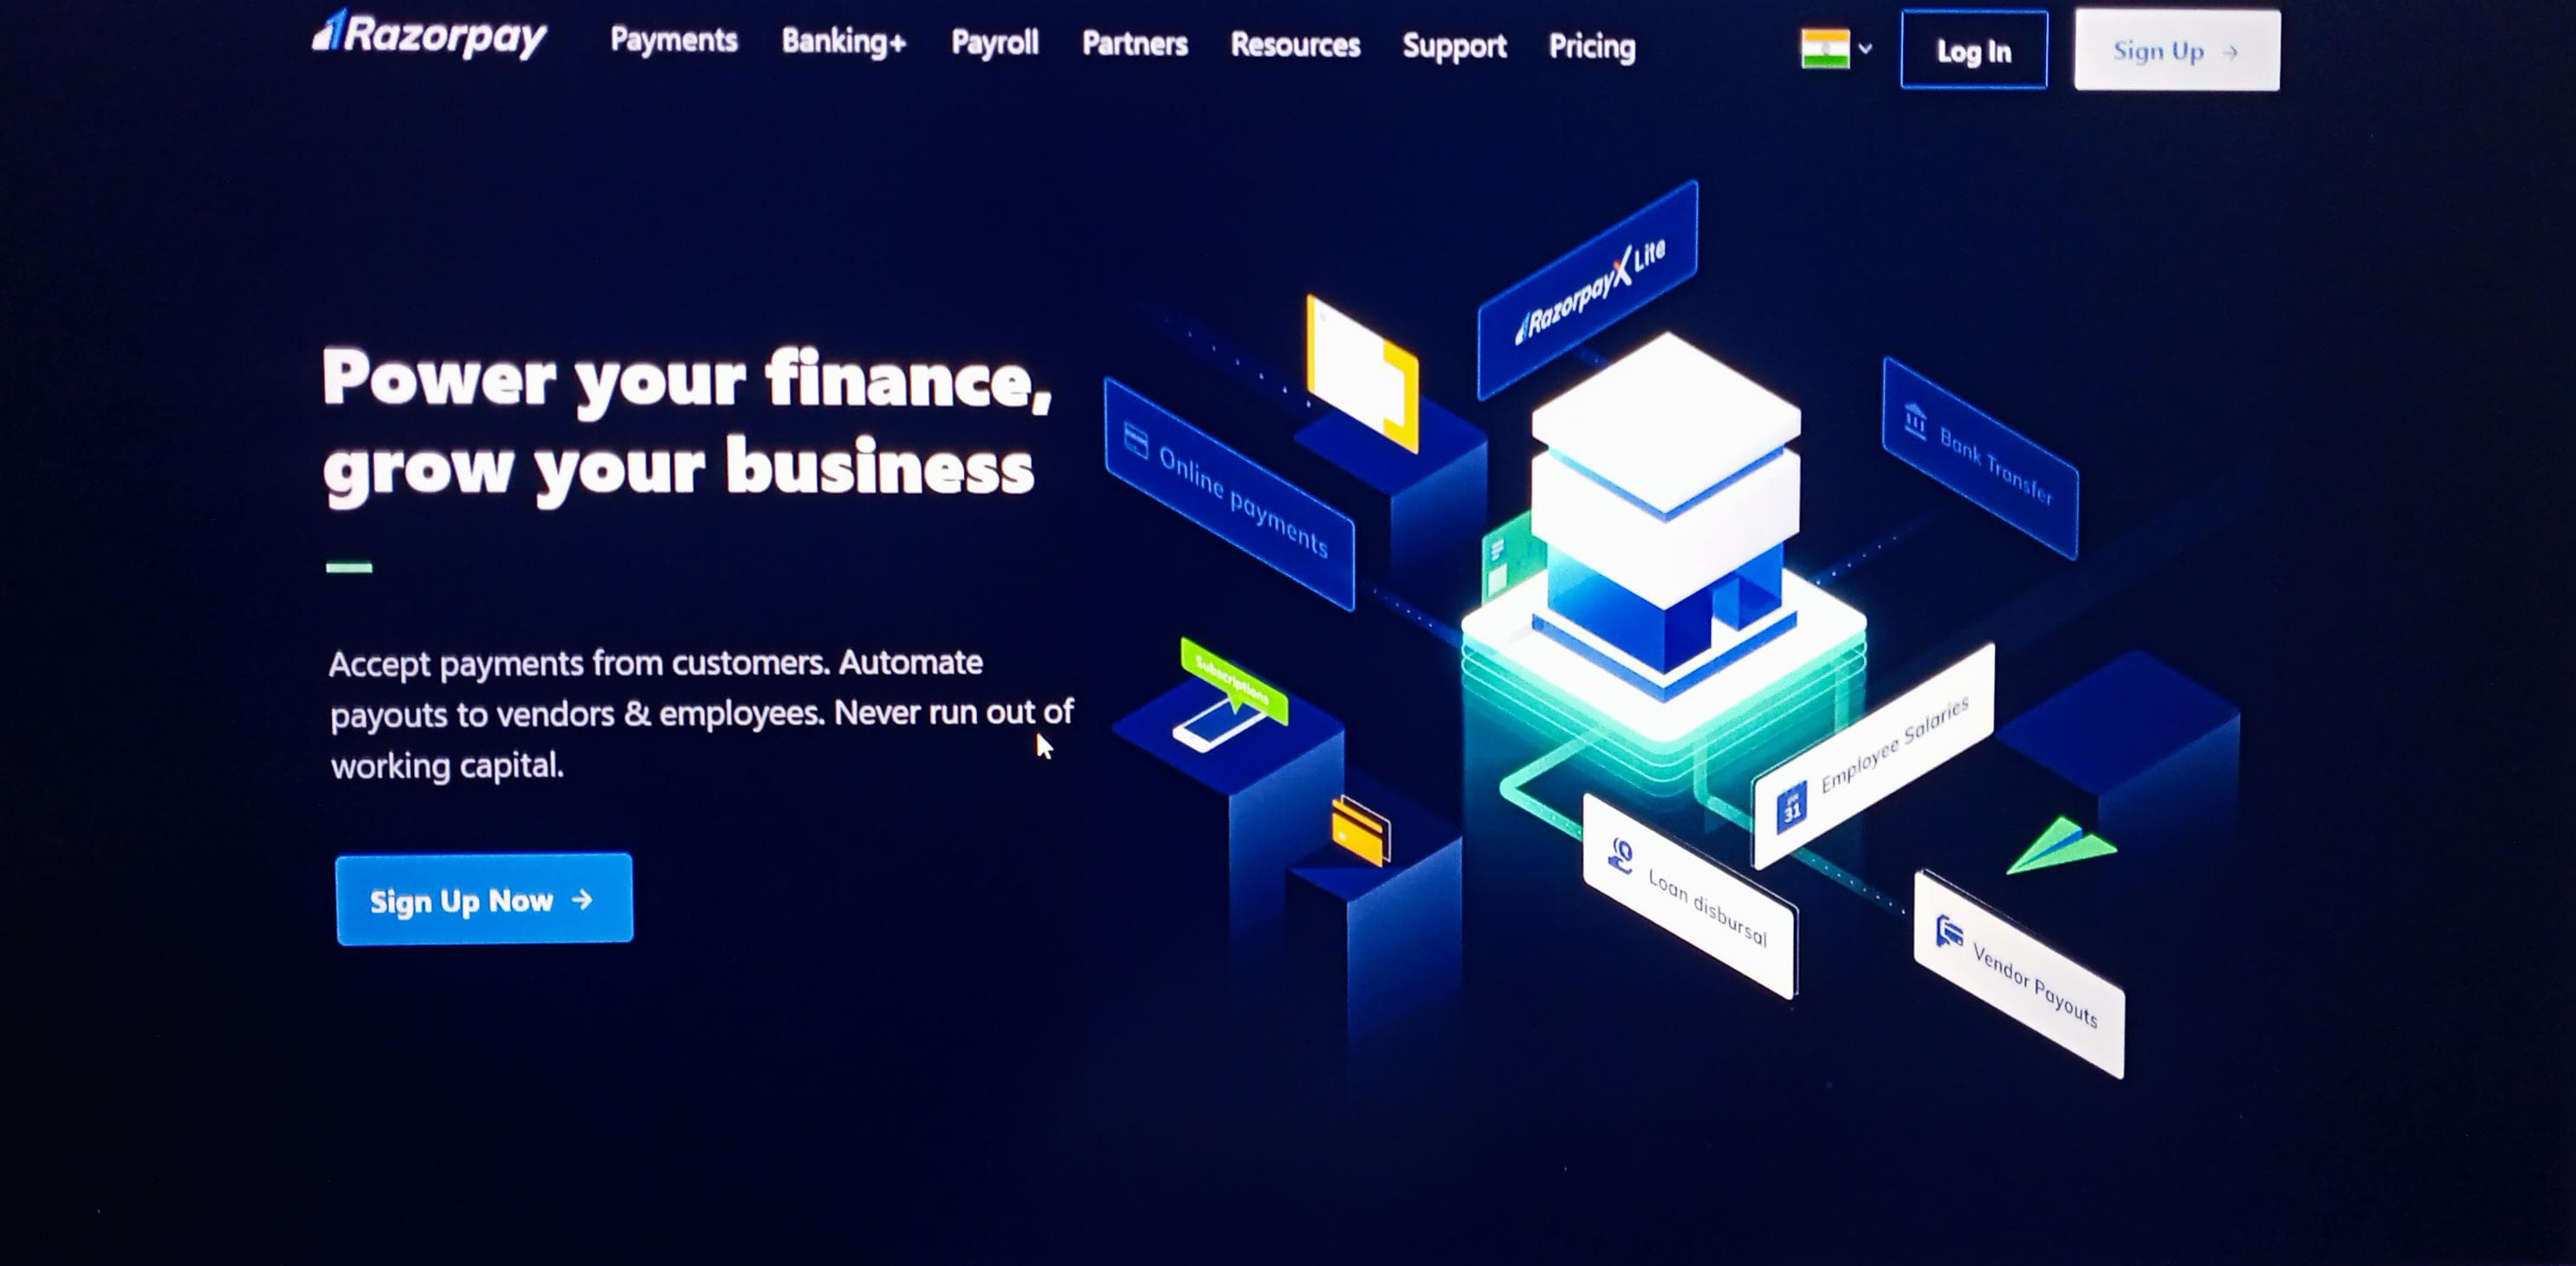 Razorpay
Payments
Banking+
Payroll
Partners
Resources
Support
Pricing
Log In
Sign Up →
Power your finance,
grow your business
Accept payments from customers. Automate
payouts to vendors & employees. Never run out of
working capital.
Sign Up Now →
RazorpayX Lite
Online payments
Bank Transfer
Subscriptions
Employee Salaries
31
Loan disbursal
Vendor Payouts